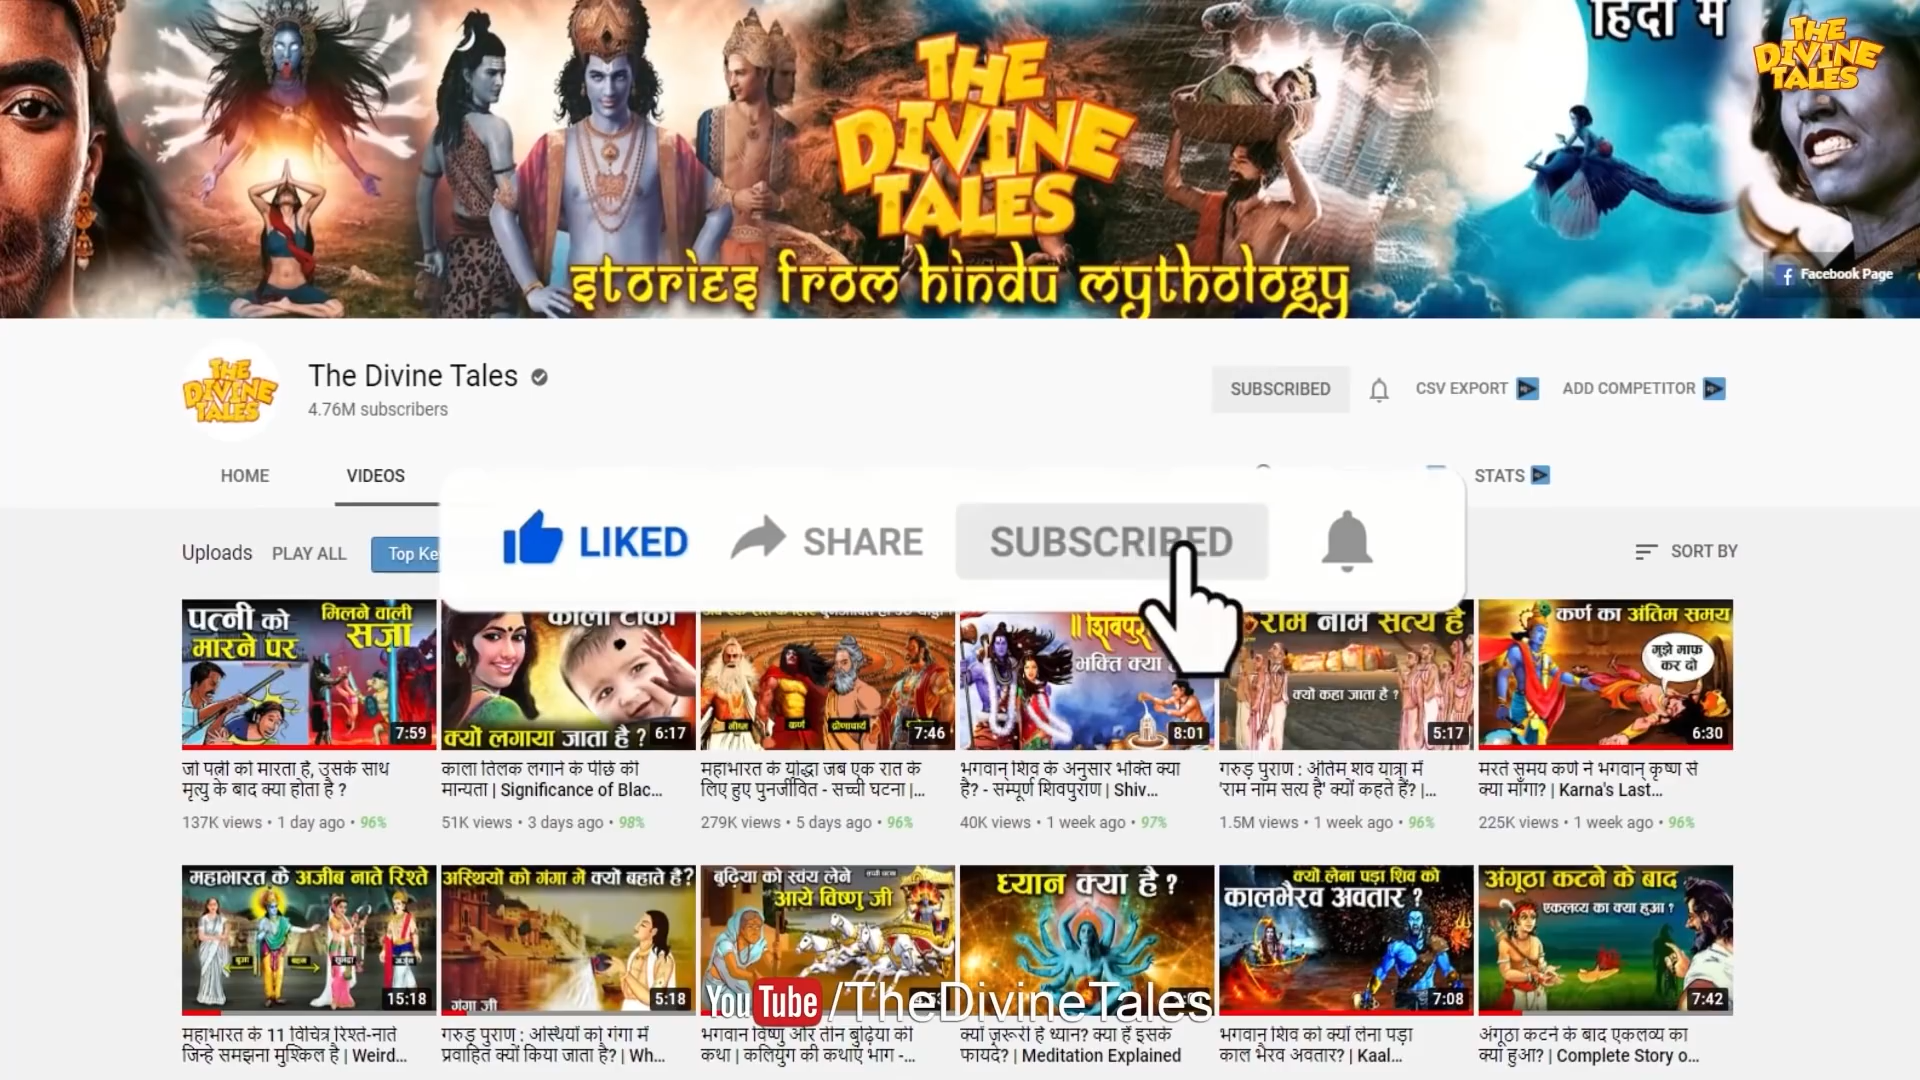 हिंदी में
THE
DIVINE
TALES
THE
DIVINE
TALES
stories from hindu mythology
Facebook Page
THE
DIVINE
TALES
The Divine Tales
4.76M subscribers
SUBSCRIBED
CSV EXPORT
ADD COMPETITOR
HOME
VIDEOS
STATS
LIKED
SHARE
SUBSCRIBED
Uploads
PLAY ALL
Top Ke
SORT BY
पत्नी को
मारने पर
मिलने वाली
सज़ा
7:59
काला टीका
क्यों लगाया जाता है ?
6:17
भीष्म
कर्ण
द्रोणाचार्य
7:46
॥ शिवपु
भक्ति क्या
8:01
राम नाम सत्य है
क्यों कहा जाता है ?
5:17
कर्ण का अंतिम समय
मुझे माफ़
कर दो
6:30
जो पत्नी को मारता है, उसके साथ
मृत्यु के बाद क्या होता है ?
137K views • 1 day ago • 96%
काला तिलक लगाने के पीछे की
मान्यता | Significance of Blac...
51K views • 3 days ago • 98%
महाभारत के योद्धा जब एक रात के
लिए हुए पुनर्जीवित - सच्ची घटना |...
279K views • 5 days ago • 96%
भगवान् शिव के अनुसार भक्ति क्या
है? - सम्पूर्ण शिवपुराण | Shiv...
40K views • 1 week ago • 97%
गरुड़ पुराण : अंतिम शव यात्रा में
'राम नाम सत्य है' क्यों कहते हैं? |...
1.5M views • 1 week ago • 96%
मरते समय कर्ण ने भगवान् कृष्ण से
क्या माँगा? | Karna's Last...
225K views • 1 week ago • 96%
महाभारत के अजीब नाते रिश्ते
15:18
अस्थियों को गंगा में क्यों बहाते है?
गंगा जी
5:18
बुढ़िया को स्वंय लेने
आये विष्णु जी
ध्यान क्या है ?
क्यों लेना पड़ा शिव को
कालभैरव अवतार ?
7:08
अंगूठा कटने के बाद
एकलव्य का क्या हुआ ?
7:42
YouTube /TheDivineTales
महाभारत के 11 विचित्र रिश्ते-नाते
जिन्हे समझना मुश्किल है | Weird...
गरुड़ पुराण : अस्थियों को गंगा में
प्रवाहित क्यों किया जाता है? | Wh...
भगवान विष्णु और तीन बुढ़िया की
कथा | कलियुग की कथाएं भाग -...
क्यों ज़रूरी है ध्यान? क्या हैं इसके
फायदे? | Meditation Explained
भगवान शिव को क्यों लेना पड़ा
काल भैरव अवतार? | Kaal...
अंगूठा कटने के बाद एकलव्य का
क्या हुआ? | Complete Story o...